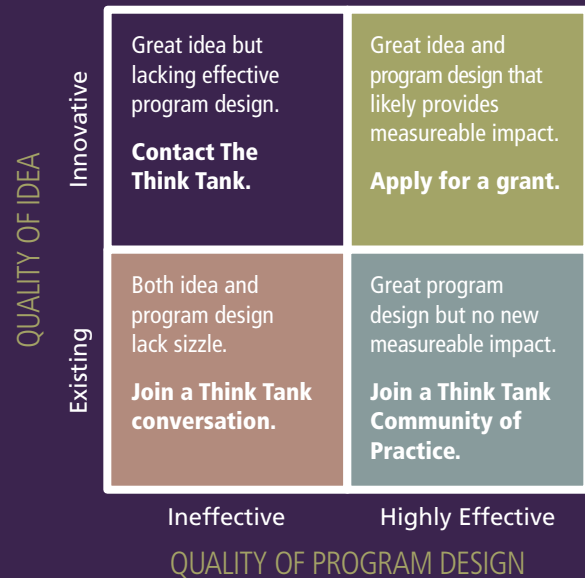 QUALITY OF IDEA
Innovative
Great idea but
lacking effective
program design.
Contact The
Think Tank.
Great idea and
program design that
likely provides
measureable impact.
Apply for a grant.
Existing
Both idea and
program design
lack sizzle.
Join a Think Tank
conversation.
Great program
design but no new
measureable impact.
Join a Think Tank
Community of
Practice.
Ineffective
Highly Effective
QUALITY OF PROGRAM DESIGN